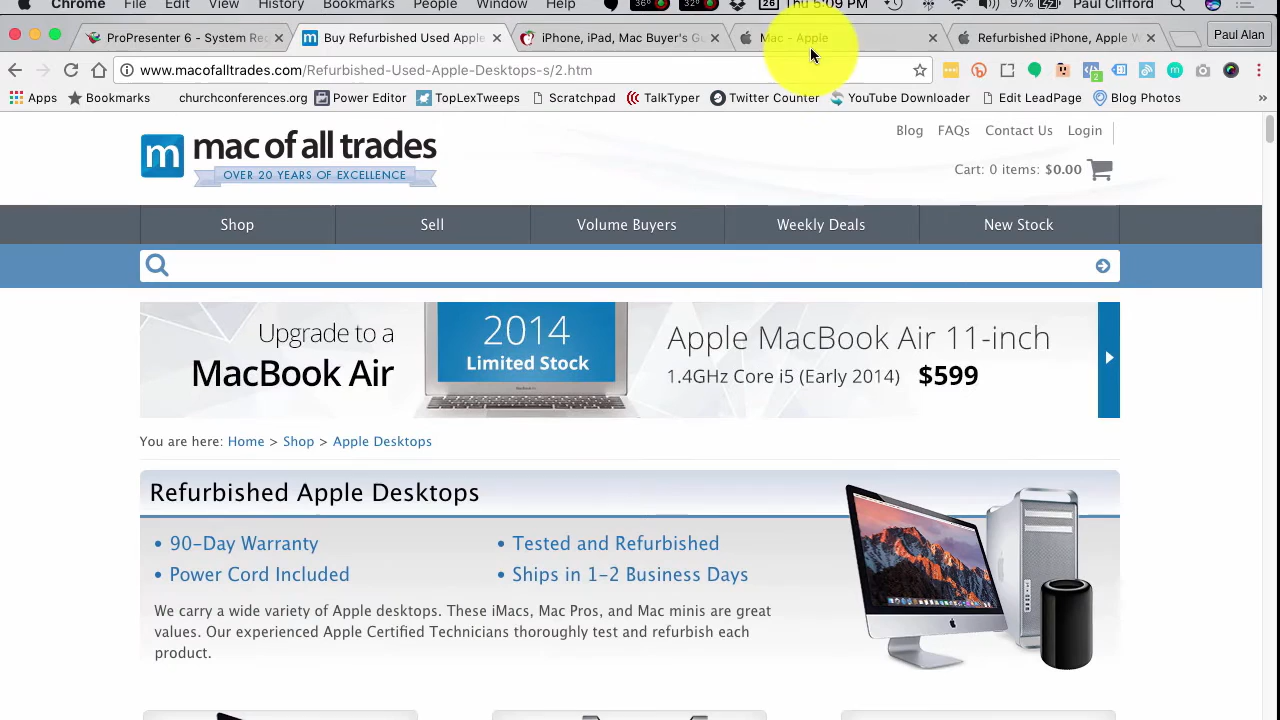 Chrome File Edit View History Bookmarks People Window Help 36° 32° 26 Thu 5:09 PM 97% Paul Clifford
ProPresenter 6 - System Re
Buy Refurbished Used Apple
iPhone, iPad, Mac Buyer's Gu
Mac - Apple
Refurbished iPhone, Apple W
Paul Alan
www.macofalltrades.com/Refurbished-Used-Apple-Desktops-s/2.htm
Apps Bookmarks churchconferences.org Power Editor TopLexTweeps Scratchpad TalkTyper Twitter Counter YouTube Downloader Edit LeadPage Blog Photos
Blog FAQs Contact Us Login
m mac of all trades
OVER 20 YEARS OF EXCELLENCE
Cart: 0 items: $0.00
Shop Sell Volume Buyers Weekly Deals New Stock
Upgrade to a
MacBook Air
2014
Limited Stock
Apple MacBook Air 11-inch
1.4GHz Core i5 (Early 2014) $599
You are here: Home > Shop > Apple Desktops
Refurbished Apple Desktops
• 90-Day Warranty
• Tested and Refurbished
• Power Cord Included
• Ships in 1-2 Business Days
We carry a wide variety of Apple desktops. These iMacs, Mac Pros, and Mac minis are great
values. Our experienced Apple Certified Technicians thoroughly test and refurbish each
product.